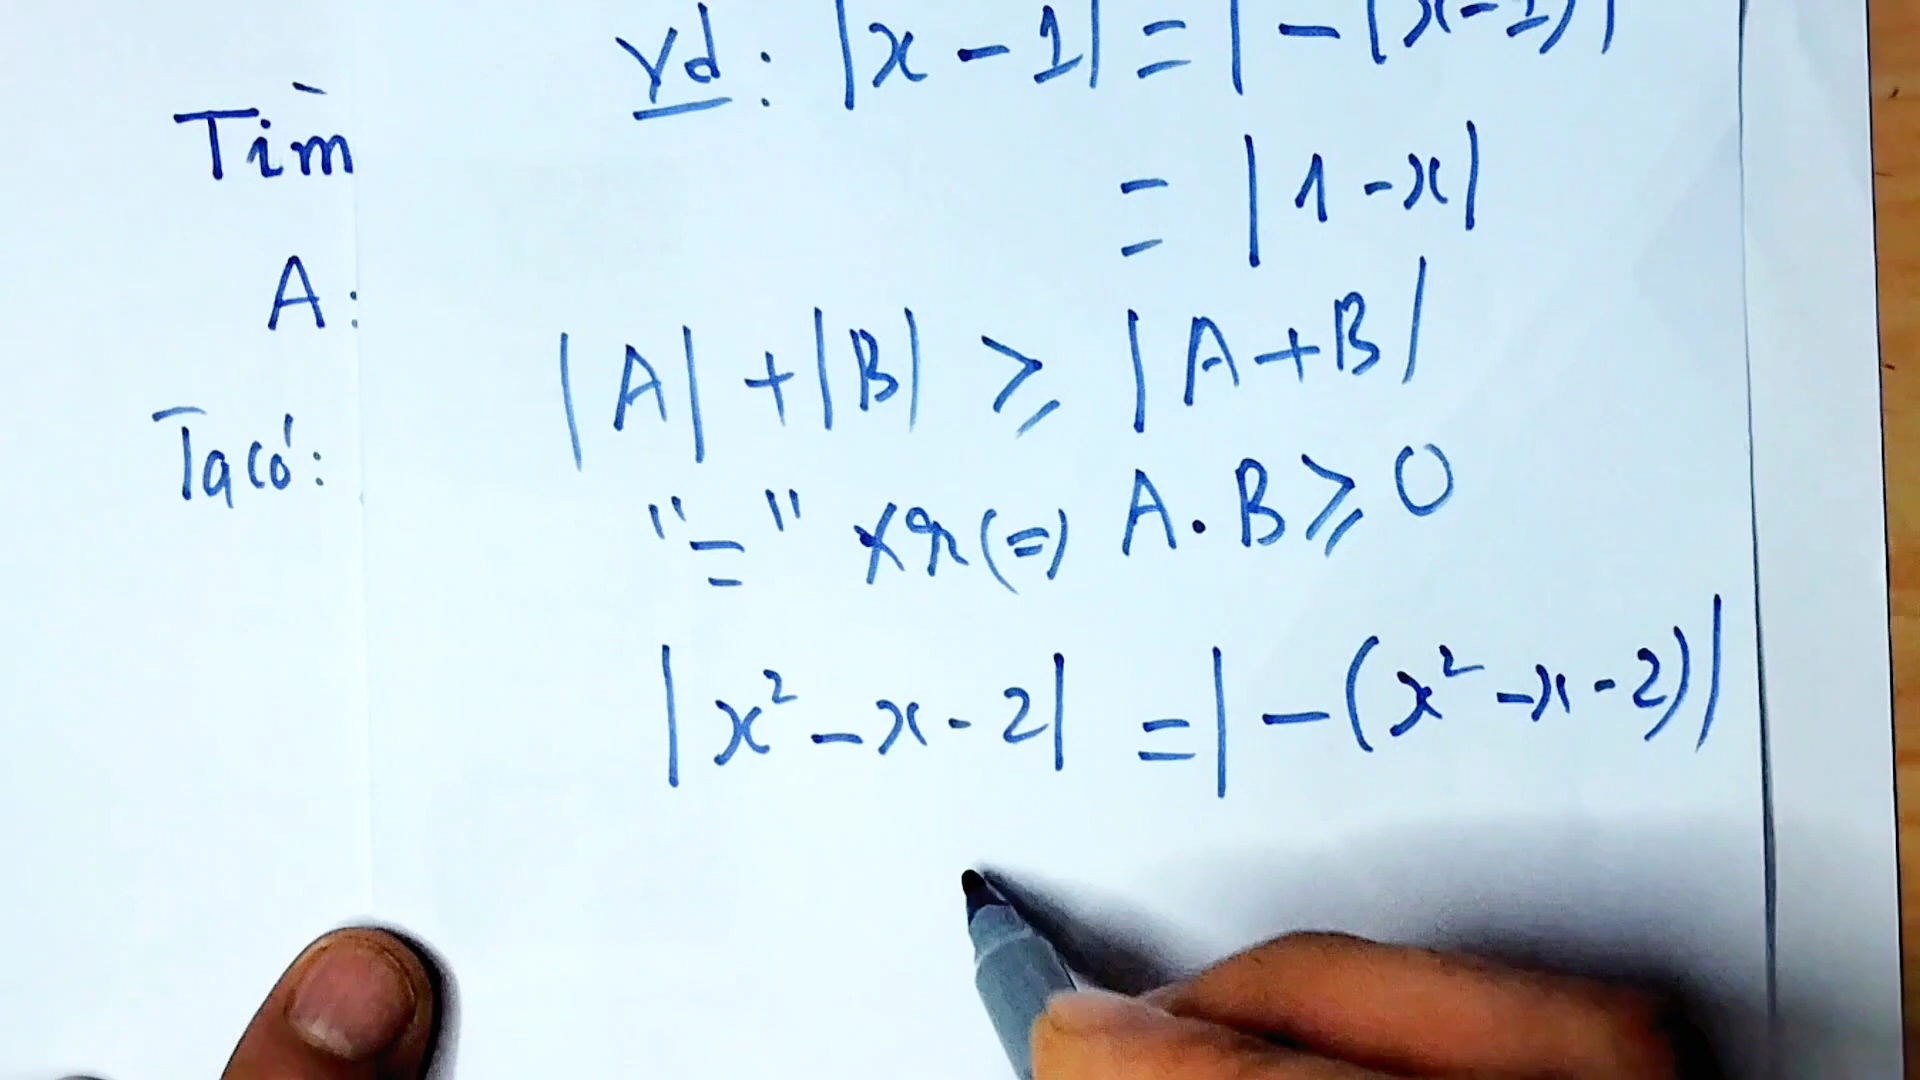 vd: |x - 1| = | - (x - 1) |
Tìm
= | 1 - x |
A:
|A| + |B| ⩾ |A + B|
Ta có:
"=" xr (=) A . B ⩾ 0
|x² - x - 2| = | - (x² - x - 2) |